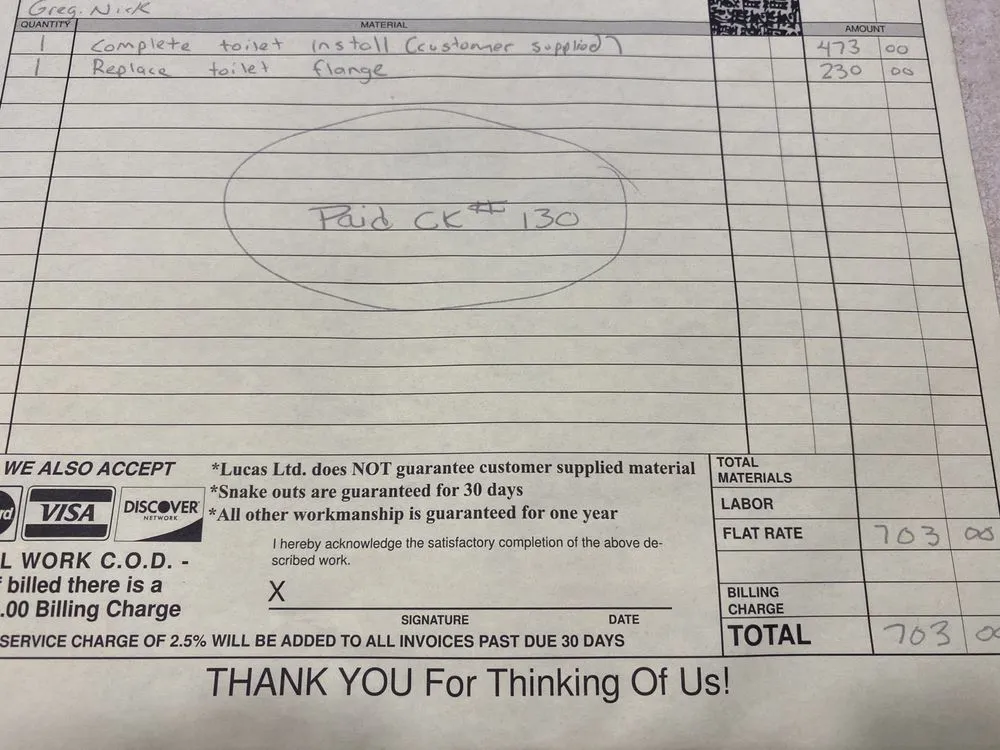 Greg. Nick
QUANTITY MATERIAL AMOUNT
1 Complete toilet install (customer supplied) 473 00
1 Replace toilet flange 230 00
Paid CK # 130
WE ALSO ACCEPT
VISA
DISCOVER
NETWORK
*Lucas Ltd. does NOT guarantee customer supplied material
*Snake outs are guaranteed for 30 days
*All other workmanship is guaranteed for one year
I hereby acknowledge the satisfactory completion of the above de-
scribed work.
L WORK C.O.D. -
billed there is a
.00 Billing Charge
X
SIGNATURE DATE
SERVICE CHARGE OF 2.5% WILL BE ADDED TO ALL INVOICES PAST DUE 30 DAYS
TOTAL
MATERIALS
LABOR
FLAT RATE 703 00
BILLING
CHARGE
TOTAL 703 00
THANK YOU For Thinking Of Us!